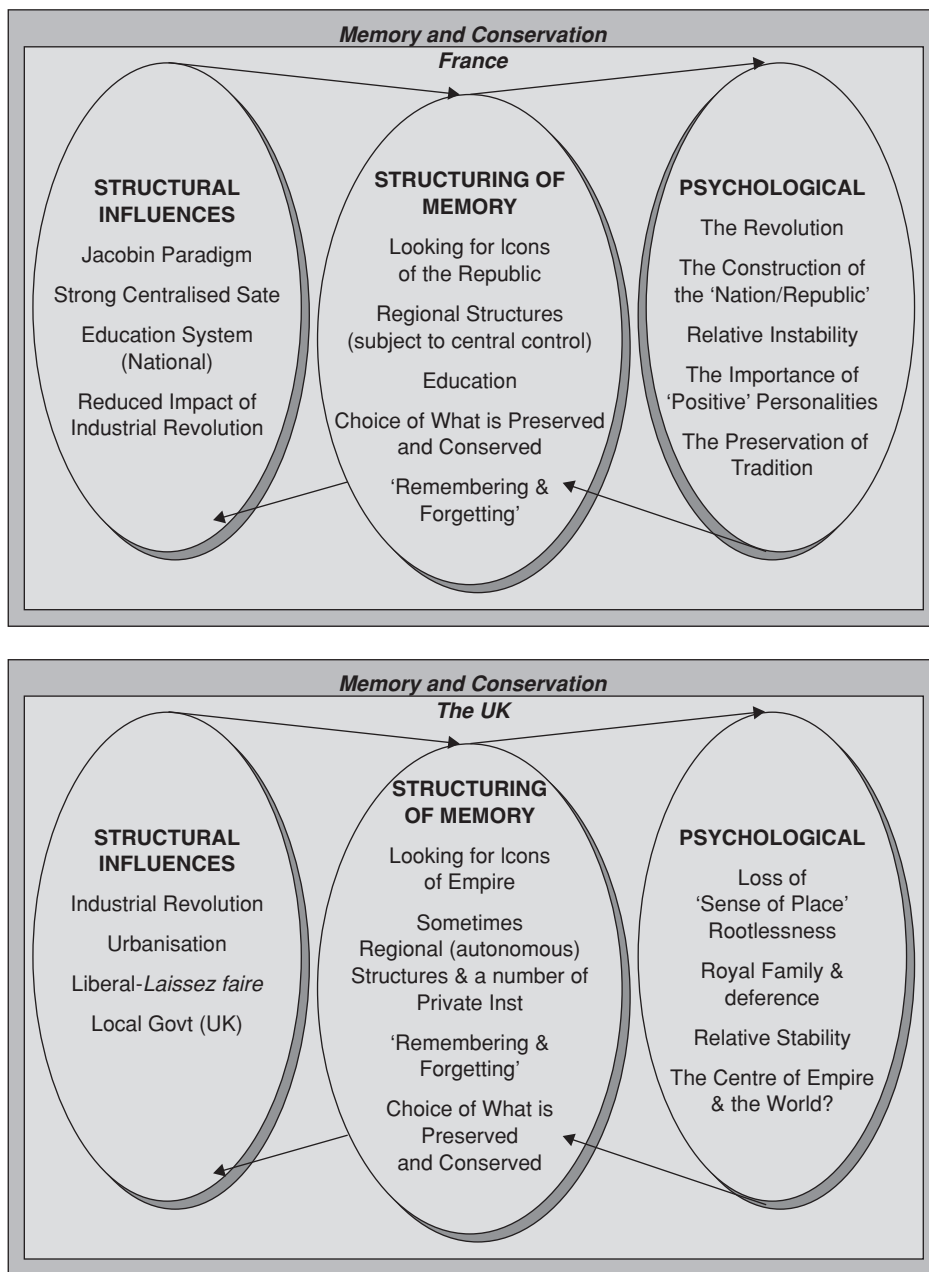 Memory and Conservation
France
STRUCTURAL
INFLUENCES
Jacobin Paradigm
Strong Centralised Sate
Education System
(National)
Reduced Impact of
Industrial Revolution
STRUCTURING OF
MEMORY
Looking for Icons
of the Republic
Regional Structures
(subject to central control)
Education
Choice of What is Preserved
and Conserved
‘Remembering &
Forgetting’
PSYCHOLOGICAL
The Revolution
The Construction of
the ‘Nation/Republic’
Relative Instability
The Importance of
‘Positive’ Personalities
The Preservation of
Tradition
Memory and Conservation
The UK
STRUCTURAL
INFLUENCES
Industrial Revolution
Urbanisation
Liberal-Laissez faire
Local Govt (UK)
STRUCTURING
OF MEMORY
Looking for Icons
of Empire
Sometimes
Regional (autonomous)
Structures & a number of
Private Inst
‘Remembering &
Forgetting’
Choice of What is
Preserved
and Conserved
PSYCHOLOGICAL
Loss of
‘Sense of Place’
Rootlessness
Royal Family &
deference
Relative Stability
The Centre of Empire
& the World?